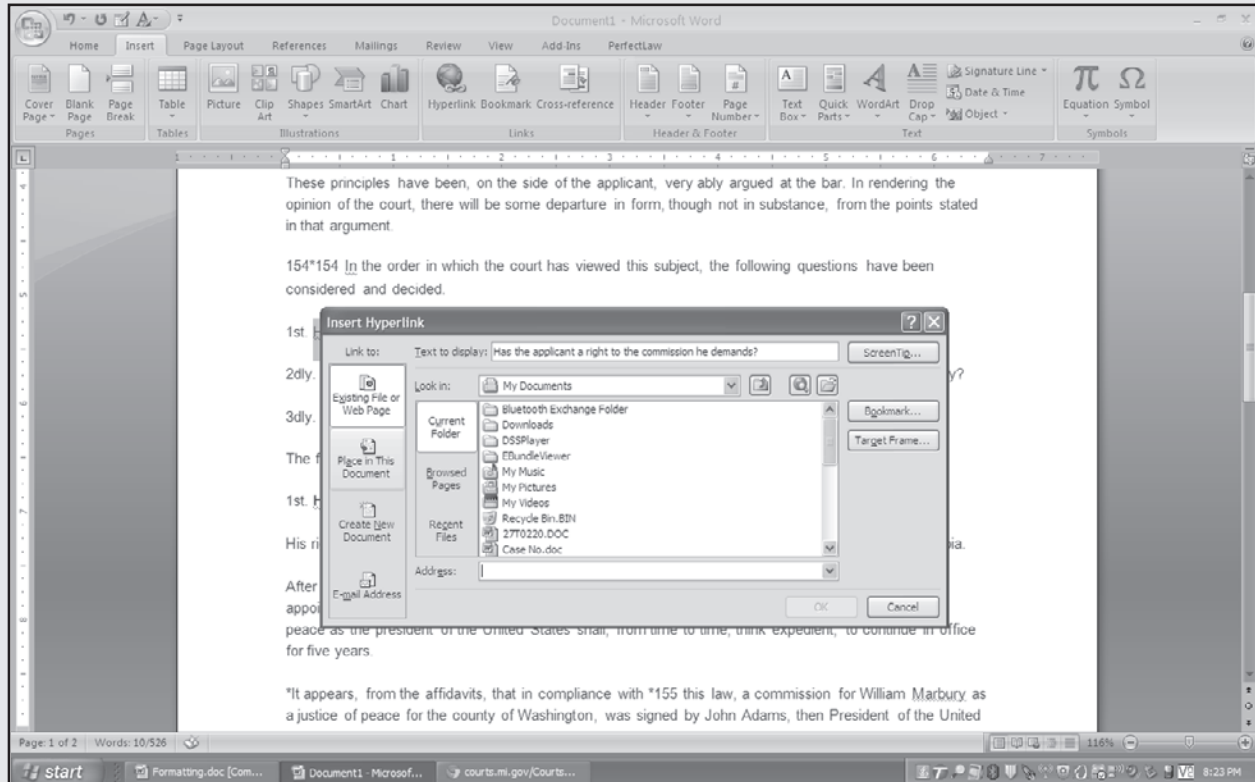 Document1 - Microsoft Word
Home Insert Page Layout References Mailings Review View Add-Ins PerfectLaw
Cover Page Blank Page Page Break Table Picture Clip Art Shapes SmartArt Chart Hyperlink Bookmark Cross-reference Header Footer Page Number Text Box Quick Parts WordArt Drop Cap Signature Line Date & Time Object Equation Symbol
Pages Tables Illustrations Links Header & Footer Text Symbols
1 1 2 3 4 5 6 7
These principles have been, on the side of the applicant, very ably argued at the bar. In rendering the
opinion of the court, there will be some departure in form, though not in substance, from the points stated
in that argument.
154*154 In the order in which the court has viewed this subject, the following questions have been
considered and decided.
1st.
2dly. y?
3dly.
The f
1st. H
His ri ia.
After
appoi
Insert Hyperlink
Link to: Text to display: Has the applicant a right to the commission he demands? ScreenTip...
Existing File or Web Page
Look in: My Documents
Place in This Document
Create New Document
E-mail Address
Current Folder
Browsed Pages
Recent Files
Bluetooth Exchange Folder
Downloads
DSSPlayer
EBundleViewer
My Music
My Pictures
My Videos
Recycle Bin.BIN
27T0220.DOC
Case No.doc
Bookmark...
Target Frame...
Address:
OK Cancel
peace as the president of the United States shall, from time to time, think expedient, to continue in office
for five years.
*It appears, from the affidavits, that in compliance with *155 this law, a commission for William Marbury as
a justice of peace for the county of Washington, was signed by John Adams, then President of the United
Page: 1 of 2 Words: 10/526 116%
start Formatting.doc [Com... Document1 - Microsof... courts.mi.gov/Courts... 8:23 PM